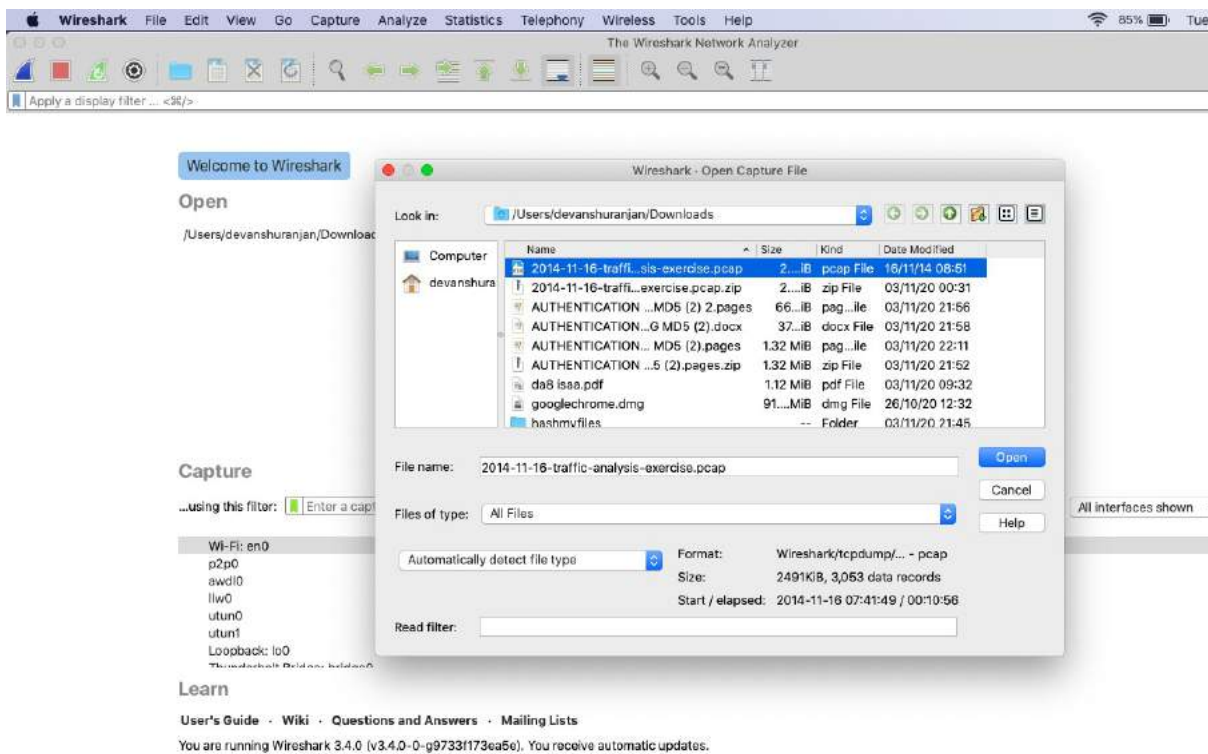 Wireshark File Edit View Go Capture Analyze Statistics Telephony Wireless Tools Help 85% Tue
The Wireshark Network Analyzer
Apply a display filter ... <⌘/>
Welcome to Wireshark
Open
/Users/devanshuranjan/Downloac
Wireshark · Open Capture File
Look in: /Users/devanshuranjan/Downloads
Computer
devanshura
Name Size Kind Date Modified
2014-11-16-traffi...sis-exercise.pcap 2....iB pcap File 16/11/14 08:51
2014-11-16-traffi...exercise.pcap.zip 2....iB zip File 03/11/20 00:31
AUTHENTICATION ...MD5 (2) 2.pages 66...iB pag...ile 03/11/20 21:56
AUTHENTICATION...G MD5 (2).docx 37...iB docx File 03/11/20 21:58
AUTHENTICATION... MD5 (2).pages 1.32 MiB pag...ile 03/11/20 22:11
AUTHENTICATION ...5 (2).pages.zip 1.32 MiB zip File 03/11/20 21:52
da8 isaa.pdf 1.12 MiB pdf File 03/11/20 09:32
googlechrome.dmg 91....MiB dmg File 26/10/20 12:32
hashmyfiles -- Folder 03/11/20 21:45
File name: 2014-11-16-traffic-analysis-exercise.pcap
Open
Cancel
Files of type: All Files
Help
Automatically detect file type
Format: Wireshark/tcpdump/... - pcap
Size: 2491KiB, 3,053 data records
Start / elapsed: 2014-11-16 07:41:49 / 00:10:56
Read filter:
Capture
...using this filter: Enter a capt
All interfaces shown
Wi-Fi: en0
p2p0
awdl0
llw0
utun0
utun1
Loopback: lo0
Thunderbolt Bridge: bridge0
Learn
User's Guide · Wiki · Questions and Answers · Mailing Lists
You are running Wireshark 3.4.0 (v3.4.0-0-g9733f173ea5e). You receive automatic updates.